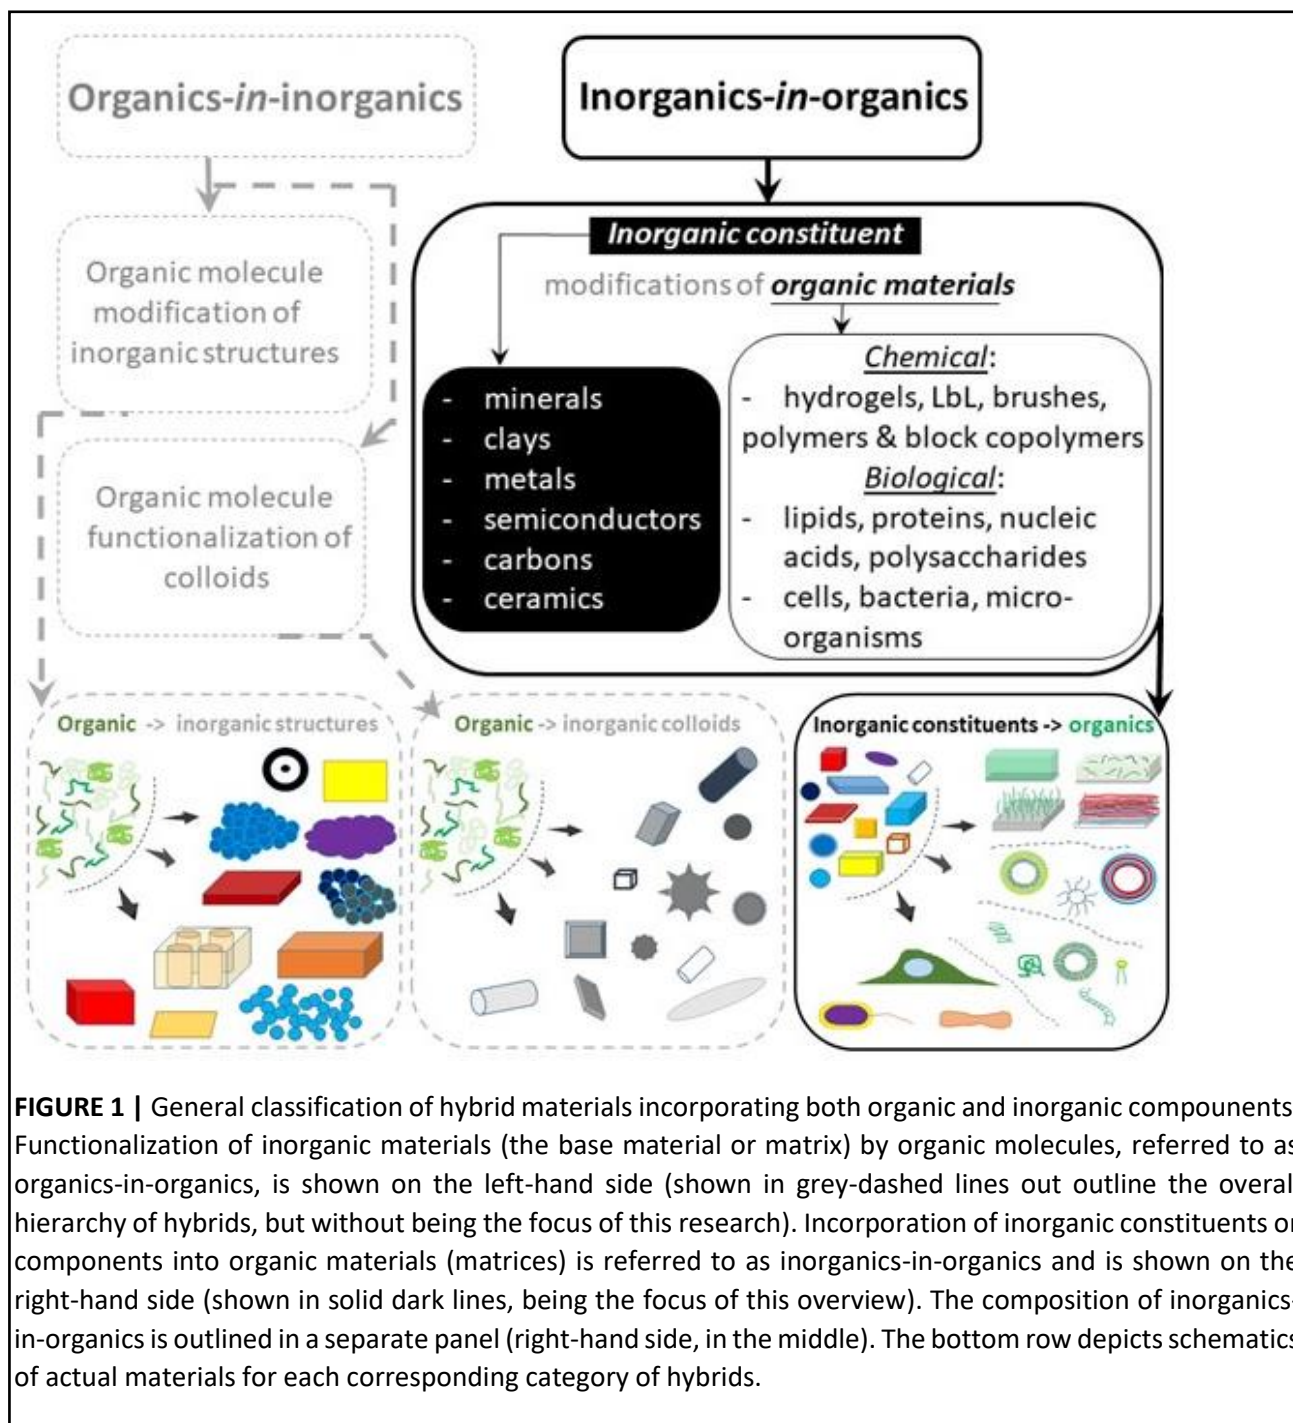 Organics-in-inorganics
Inorganics-in-organics
Organic molecule
modification of
inorganic structures
Organic molecule
functionalization of
colloids
Inorganic constituent
modifications of organic materials
- minerals
- clays
- metals
- semiconductors
- carbons
- ceramics
Chemical:
- hydrogels, LbL, brushes,
polymers & block copolymers
Biological:
- lipids, proteins, nucleic
acids, polysaccharides
- cells, bacteria, micro-
organisms
Organic -> inorganic structures
Organic -> inorganic colloids
Inorganic constituents -> organics
FIGURE 1 | General classification of hybrid materials incorporating both organic and inorganic compounents
Functionalization of inorganic materials (the base material or matrix) by organic molecules, referred to as
organics-in-organics, is shown on the left-hand side (shown in grey-dashed lines out outline the overal
hierarchy of hybrids, but without being the focus of this research). Incorporation of inorganic constituents or
components into organic materials (matrices) is referred to as inorganics-in-organics and is shown on the
right-hand side (shown in solid dark lines, being the focus of this overview). The composition of inorganics-
in-organics is outlined in a separate panel (right-hand side, in the middle). The bottom row depicts schematics
of actual materials for each corresponding category of hybrids.